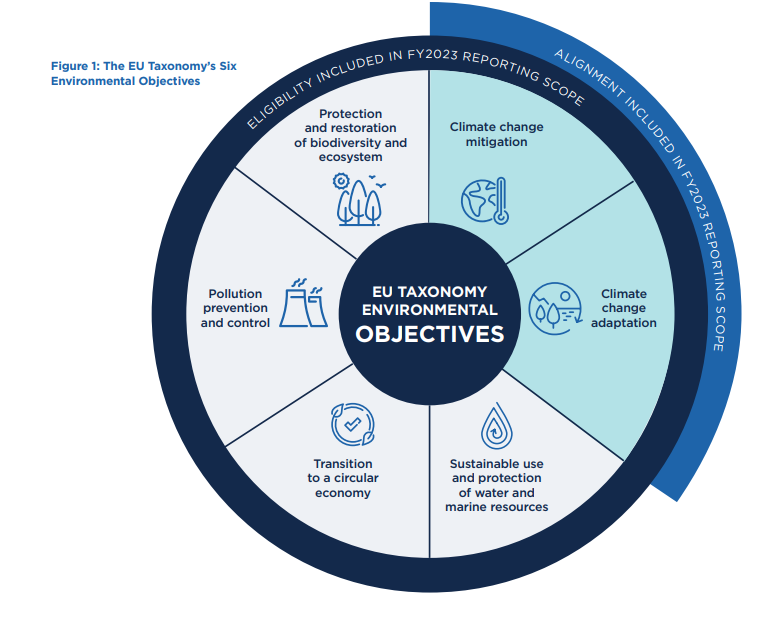 Figure 1: The EU Taxonomy's Six
Environmental Objectives
ELIGIBILITY INCLUDED IN FY2023 REPORTING SCOPE
ALIGNMENT INCLUDED IN FY2023 REPORTING SCOPE
Protection
and restoration
of biodiversity and
ecosystem
Climate change
mitigation
Pollution
prevention
and control
EU TAXONOMY
ENVIRONMENTAL
OBJECTIVES
Climate
change
adaptation
Transition
to a circular
economy
Sustainable use
and protection
of water and
marine resources